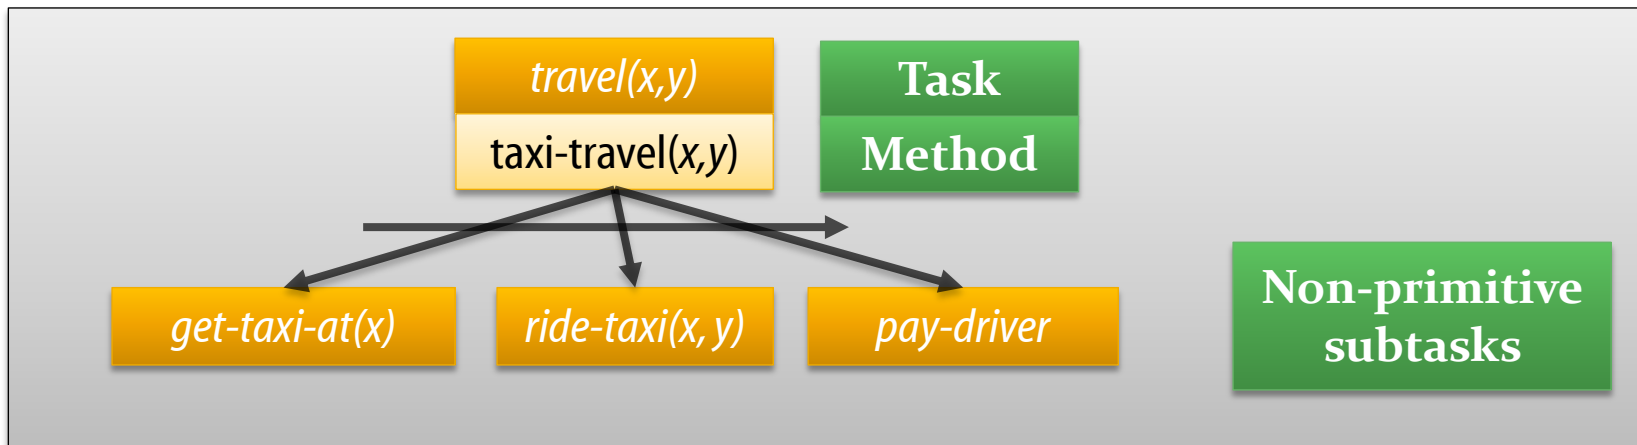 travel(x,y)
Task
taxi-travel(x,y)
Method
get-taxi-at(x)
ride-taxi(x, y)
pay-driver
Non-primitive
subtasks